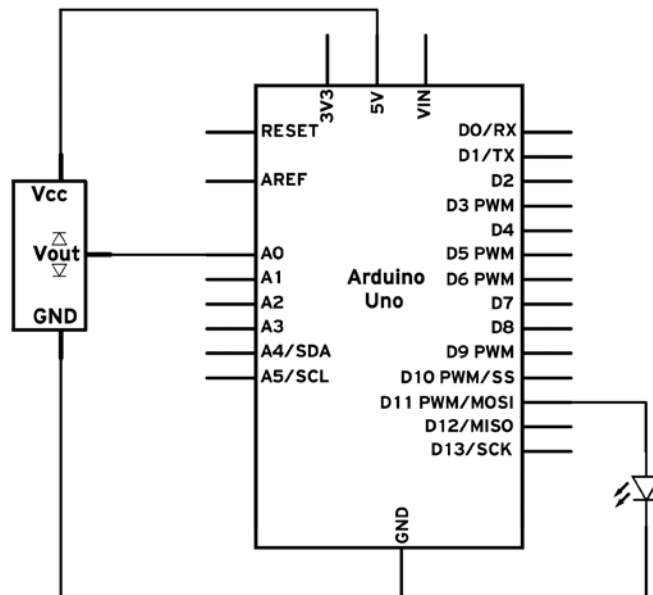 3V3
5V
VIN
RESET
AREF
A0
A1
A2
A3
A4/SDA
A5/SCL
Vcc
Vout
GND
Arduino
Uno
D0/RX
D1/TX
D2
D3 PWM
D4
D5 PWM
D6 PWM
D7
D8
D9 PWM
D10 PWM/SS
D11 PWM/MOSI
D12/MISO
D13/SCK
GND